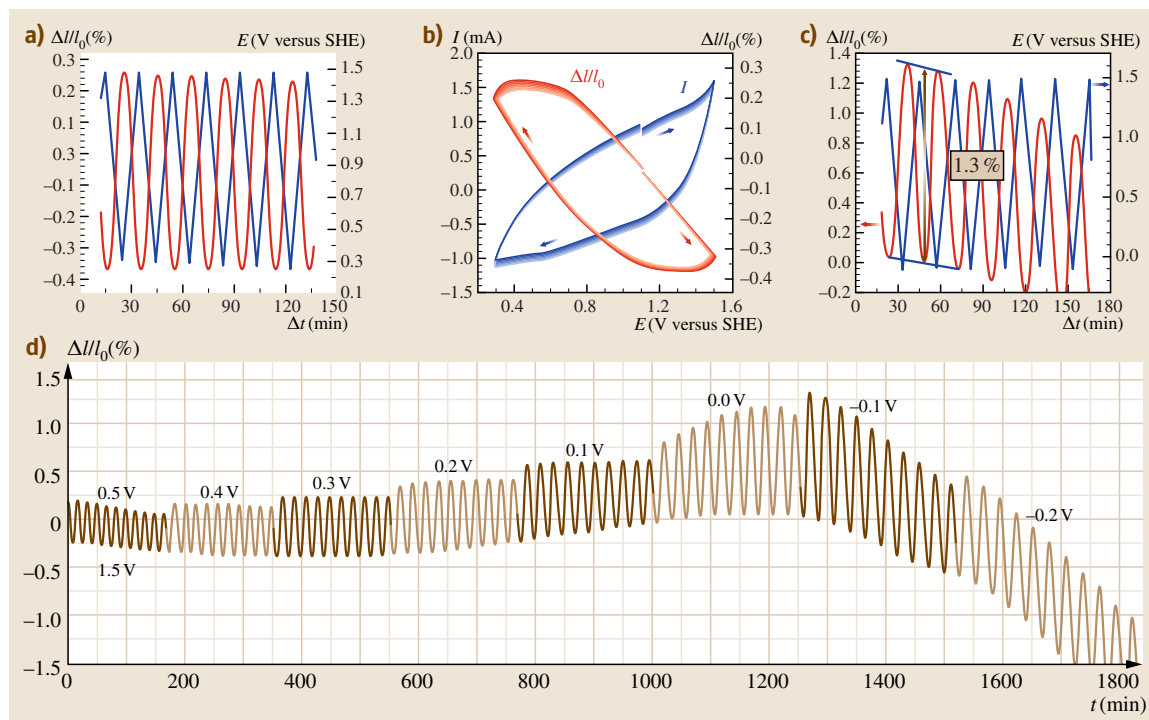 a) Δl/l₀(%) E(V versus SHE)
0.3
0.2
0.1
0.3
–0.1
–0.2
–0.3
–0.4
1.5
1.3
1.1
0.9
0.7
0.5
0.3
0.1
0 30 60 90 120 150
Δt(min)
b) I(mA) Δl/l₀(%)
2.0
1.5
1.0
0.5
0.0
–0.5
–1.0
–1.5
Δl/l₀
I
0.3
0.2
0.1
0.0
–0.1
–0.2
–0.3
–0.4
0.4 0.8 1.2 1.6
E(V versus SHE)
c) Δl/l₀(%) E(V versus SHE)
1.4
1.2
1.0
0.8
0.6
0.4
0.2
0.0
–0.2
1.3 %
1.5
1.0
0.5
0.0
0 30 60 90 120 150 180
Δt(min)
d) Δl/l₀(%)
1.5
1.0
0.5
0
–0.5
–1.0
–1.5
0.5 V
1.5 V
0.4 V
0.3 V
0.2 V
0.1 V
0.0 V
–0.1 V
–0.2 V
0 200 400 600 800 1000 1200 1400 1600 1800
t(min)